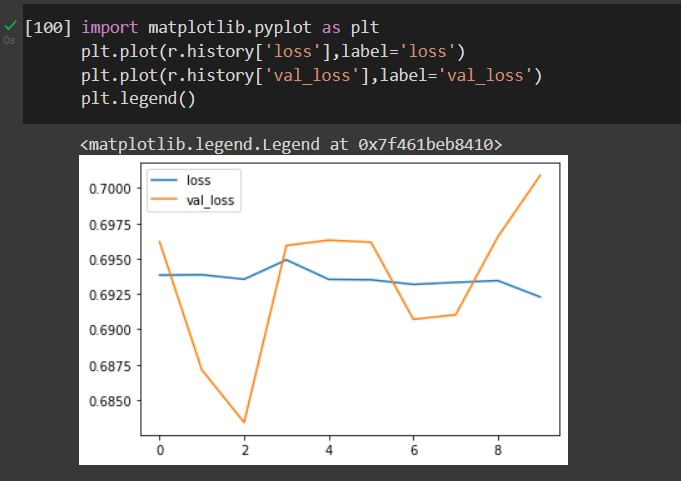 [100] import matplotlib.pyplot as plt
plt.plot(r.history['loss'],label='loss')
plt.plot(r.history['val_loss'],label='val_loss')
plt.legend()
0s
<matplotlib.legend.Legend at 0x7f461beb8410>
loss
val_loss
0.7000
0.6975
0.6950
0.6925
0.6900
0.6875
0.6850
0 2 4 6 8